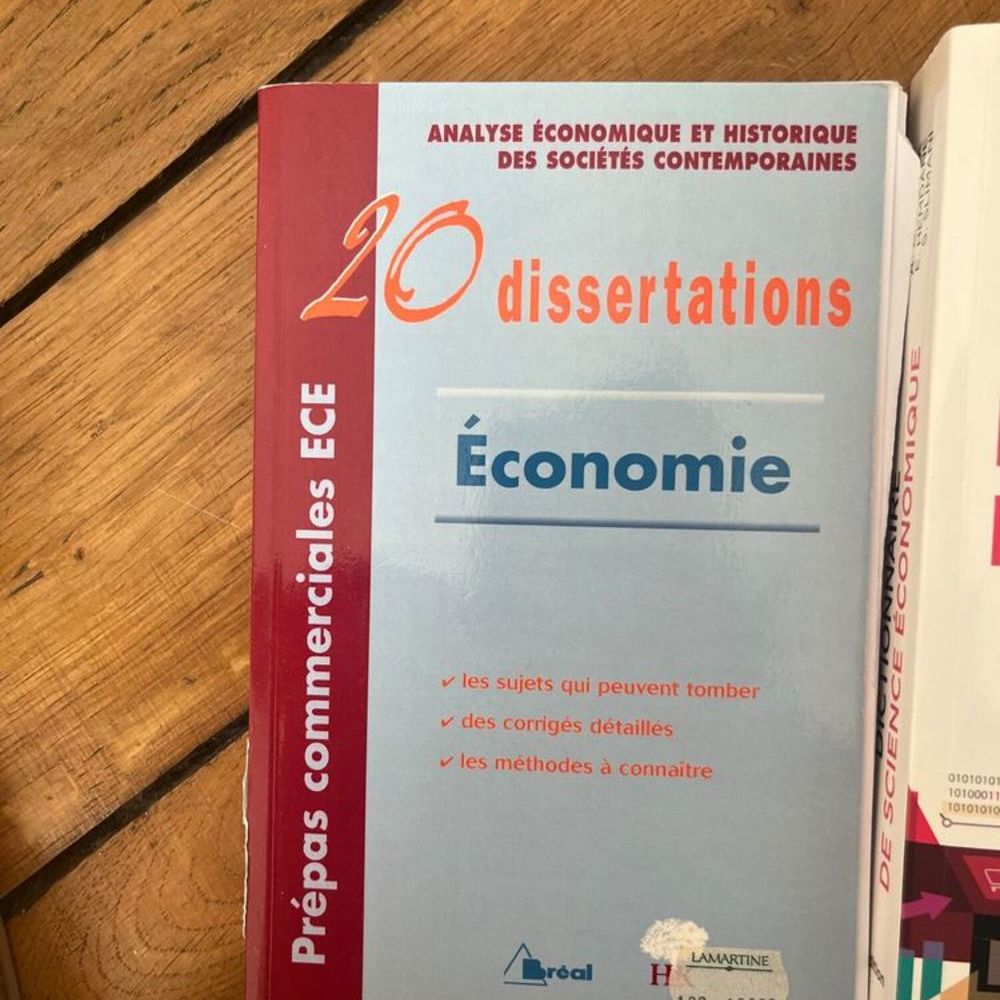 ANALYSE ÉCONOMIQUE ET HISTORIQUE
DES SOCIÉTÉS CONTEMPORAINES
20 dissertations
Économie
Prépas commerciales ECE
✔ les sujets qui peuvent tomber
✔ des corrigés détaillés
✔ les méthodes à connaître
Bréal
LAMARTINE
DICTIONNAIRE
DE SCIENCE ÉCONOMIQUE
S. SLIMANI